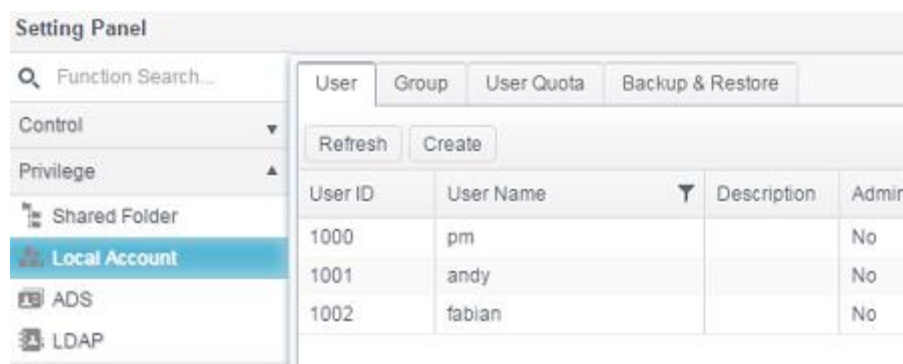 Setting Panel
Function Search...
Control
Privilege
Shared Folder
Local Account
ADS
LDAP
User Group User Quota Backup & Restore
Refresh Create
User ID User Name Description Admin
1000 pm No
1001 andy No
1002 fabian No